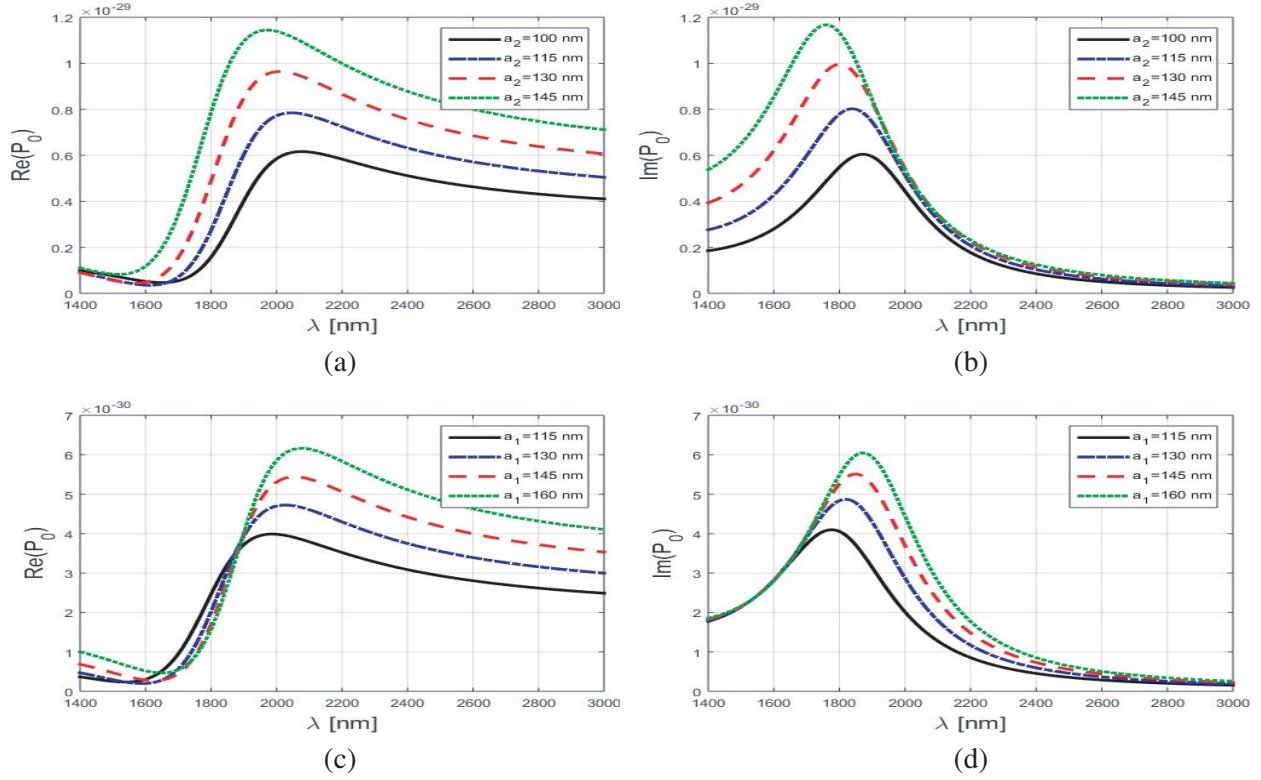 × 10⁻²⁹
1.2
1
0.8
0.6
0.4
0.2
0
Re(P₀)
a₂=100 nm
a₂=115 nm
a₂=130 nm
a₂=145 nm
1400 1600 1800 2000 2200 2400 2600 2800 3000
λ [nm]
(a)
× 10⁻²⁹
1.2
1
0.8
0.6
0.4
0.2
0
Im(P₀)
a₂=100 nm
a₂=115 nm
a₂=130 nm
a₂=145 nm
1400 1600 1800 2000 2200 2400 2600 2800 3000
λ [nm]
(b)
× 10⁻³⁰
7
6
5
4
3
2
1
0
Re(P₀)
a₁=115 nm
a₁=130 nm
a₁=145 nm
a₁=160 nm
1400 1600 1800 2000 2200 2400 2600 2800 3000
λ [nm]
(c)
× 10⁻³⁰
7
6
5
4
3
2
1
0
Im(P₀)
a₁=115 nm
a₁=130 nm
a₁=145 nm
a₁=160 nm
1400 1600 1800 2000 2200 2400 2600 2800 3000
λ [nm]
(d)